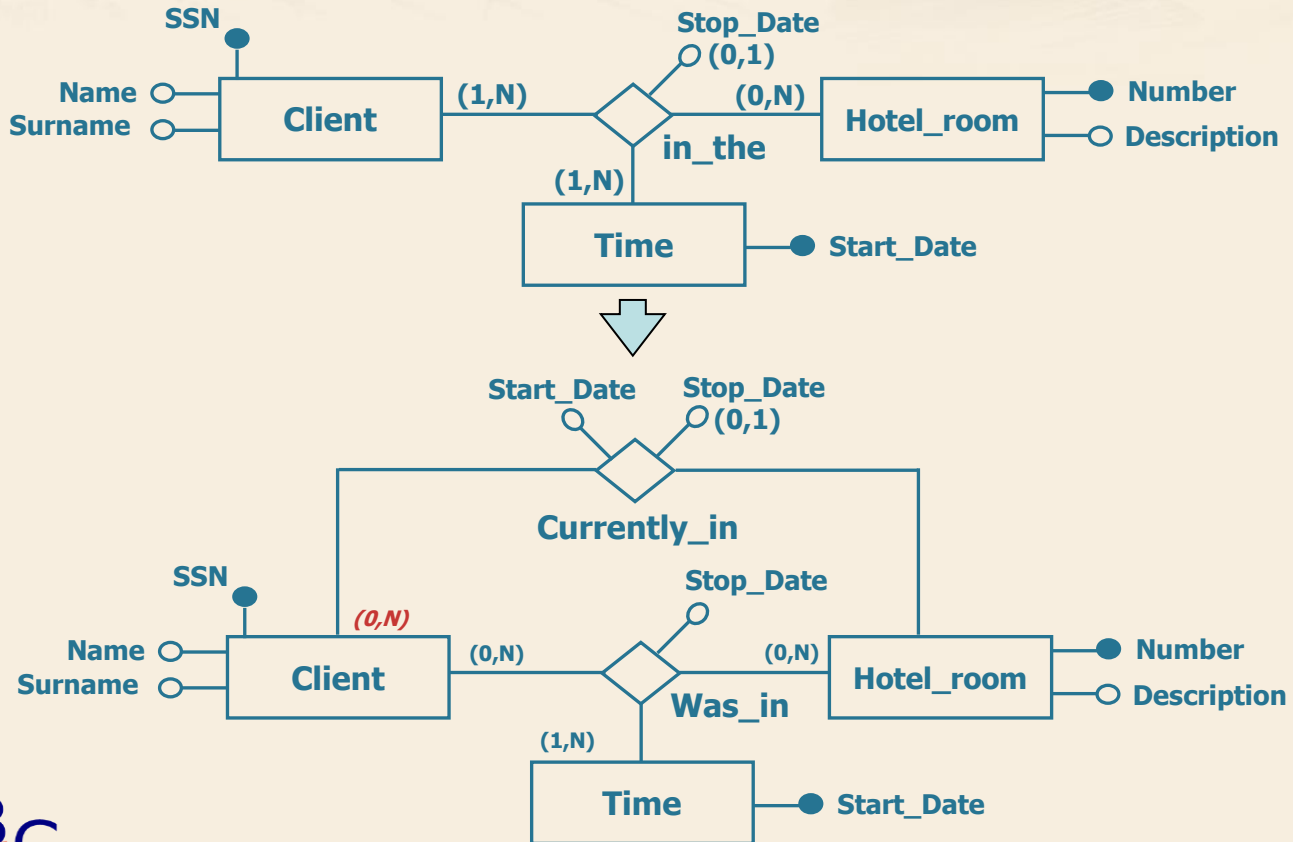 SSN
Stop_Date
(0,1)
Name
Surname
Client
(1,N)
(0,N)
Hotel_room
Number
Description
in_the
(1,N)
Time
Start_Date
Start_Date
Stop_Date
(0,1)
Currently_in
SSN
Stop_Date
(0,N)
Name
Surname
Client
(0,N)
(0,N)
Hotel_room
Number
Description
Was_in
(1,N)
Time
Start_Date